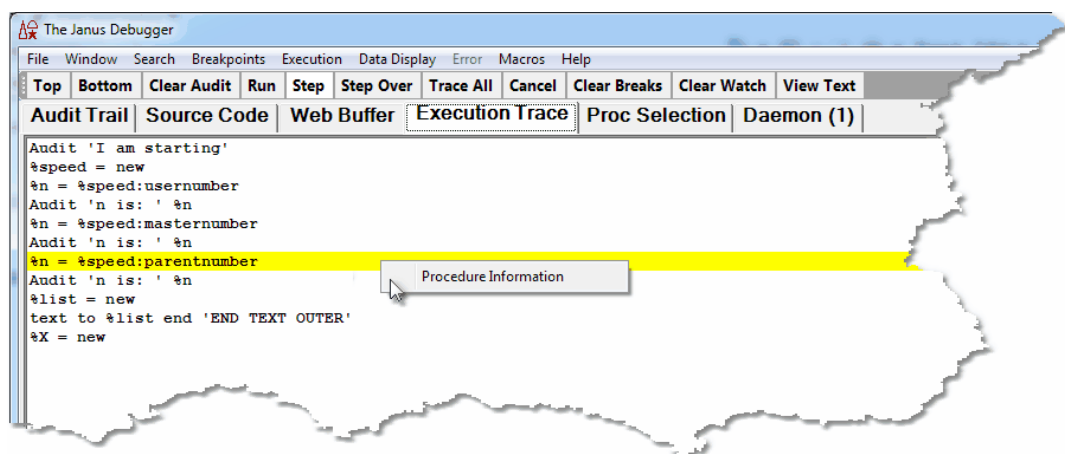 The Janus Debugger
File Window Search Breakpoints Execution Data Display Error Macros Help
Top Bottom Clear Audit Run Step Step Over Trace All Cancel Clear Breaks Clear Watch View Text
Audit Trail Source Code Web Buffer Execution Trace Proc Selection Daemon (1)
Audit 'I am starting'
%speed = new
%n = %speed:usernumber
Audit 'n is: ' %n
%n = %speed:masternumber
Audit 'n is: ' %n
%n = %speed:parentnumber
Procedure Information
Audit 'n is: ' %n
%list = new
text to %list end 'END TEXT OUTER'
%X = new